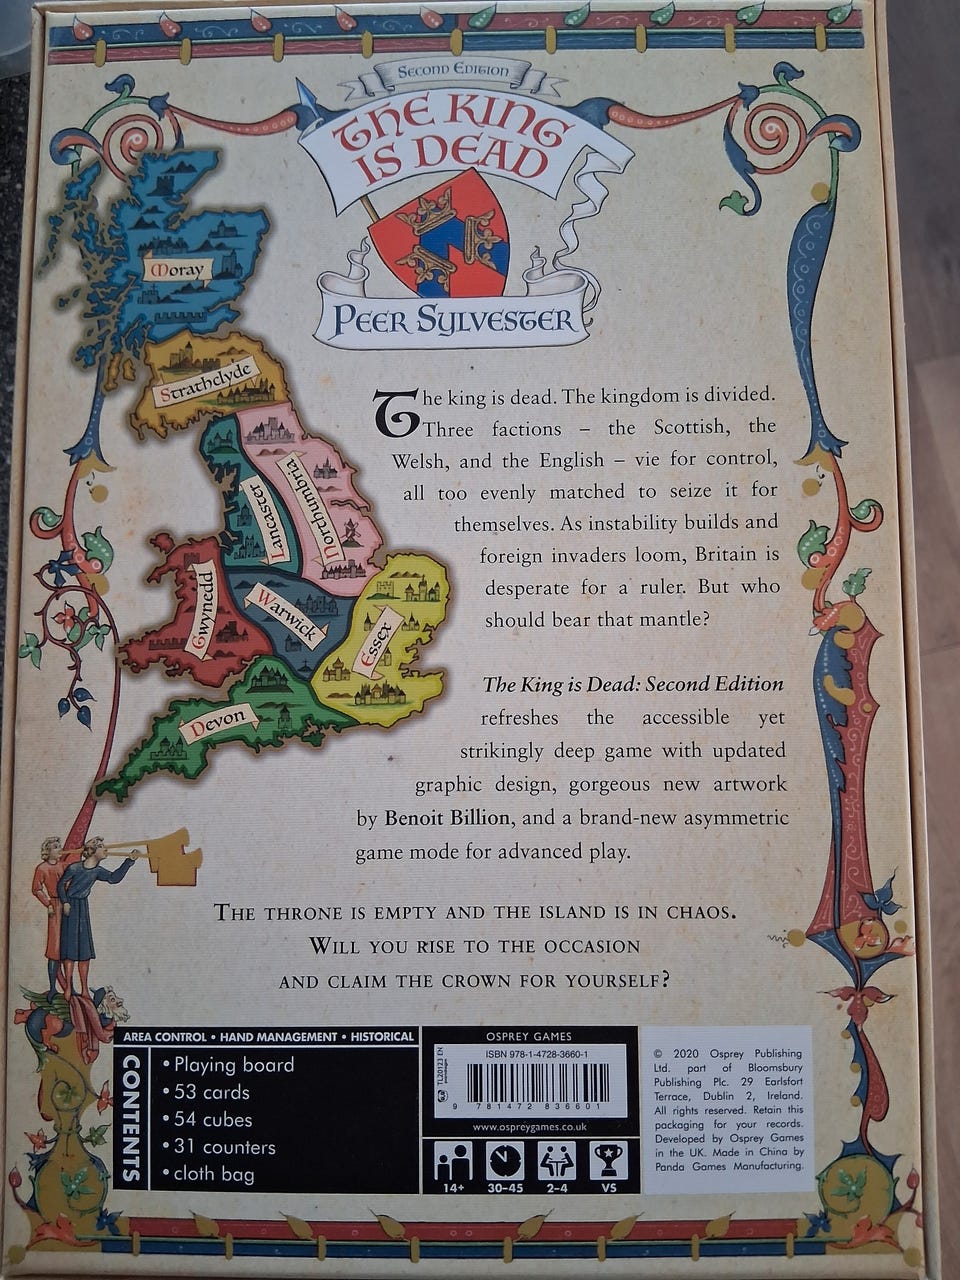 SECOND EDITION
THE KING
IS DEAD
PEER SYLVESTER
Moray
Strathclyde
Lancaster
Northumbria
Gwynedd
Warwick
Essex
Devon
The king is dead. The kingdom is divided.
Three factions – the Scottish, the
Welsh, and the English – vie for control,
all too evenly matched to seize it for
themselves. As instability builds and
foreign invaders loom, Britain is
desperate for a ruler. But who
should bear that mantle?
The King is Dead: Second Edition
refreshes the accessible yet
strikingly deep game with updated
graphic design, gorgeous new artwork
by Benoit Billion, and a brand-new asymmetric
game mode for advanced play.
THE THRONE IS EMPTY AND THE ISLAND IS IN CHAOS.
WILL YOU RISE TO THE OCCASION
AND CLAIM THE CROWN FOR YOURSELF?
AREA CONTROL • HAND MANAGEMENT • HISTORICAL
CONTENTS
• Playing board
• 53 cards
• 54 cubes
• 31 counters
• cloth bag
OSPREY GAMES
ISBN 978-1-4728-3660-1
TL20123 EN
9 781472 836601
www.ospreygames.co.uk
14+ 30–45 2–4 VS
© 2020 Osprey Publishing
Ltd. part of Bloomsbury
Publishing Plc. 29 Earlsfort
Terrace, Dublin 2, Ireland.
All rights reserved. Retain this
packaging for your records.
Developed by Osprey Games
in the UK. Made in China by
Panda Games Manufacturing.